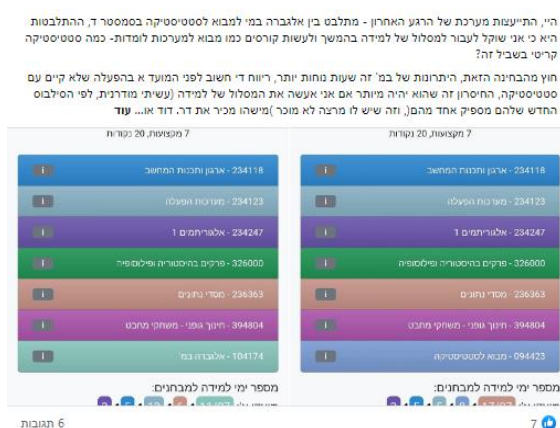 היי, התייעצות מערכת של הרגע האחרון - מתלבט בין אלגברה במי למבוא לסטטיסטיקה בסמסטר ד, ההתלבטות
היא כי אני שוקל לעבור למסלול של למידה בהמשך ולעשות קורסים כמו מבוא למערכות לומדות- כמה סטטיסטיקה
קריטי בשביל זה?
חוץ מהבחינה הזאת, היתרונות של במ' זה שעות נוחות יותר, ריווח די חשוב לפני המועד א בהפעלה שלא קיים עם
סטטיסטיקה, החיסרון זה שהוא יהיה מיותר אם אני אעשה את המסלול של למידה (עשיתי מודרנית, לפי הסילבוס
החדש שלהם מספיק אחד מהם(, וזה שיש לו מרצה לא מוכר )מישהו מכיר את דר. דוד או... עוד
7 מקצועות, 20 נקודות
234118 - ארגון ותכנות המחשב
234123 - מערכות הפעלה
234247 - אלגוריתמים 1
326000 - פרקים בהיסטוריה ופילוסופיה
236363 - מסדי נתונים
394804 - חינוך גופני - משחקי מחבט
094423 - מבוא לסטטיסטיקה
מספר ימי למידה למבחנים:
7 מקצועות, 20 נקודות
234118 - ארגון ותכנות המחשב
234123 - מערכות הפעלה
234247 - אלגוריתמים 1
326000 - פרקים בהיסטוריה ופילוסופיה
236363 - מסדי נתונים
394804 - חינוך גופני - משחקי מחבט
104174 - אלגברה במ'
מספר ימי למידה למבחנים:
7
6 תגובות